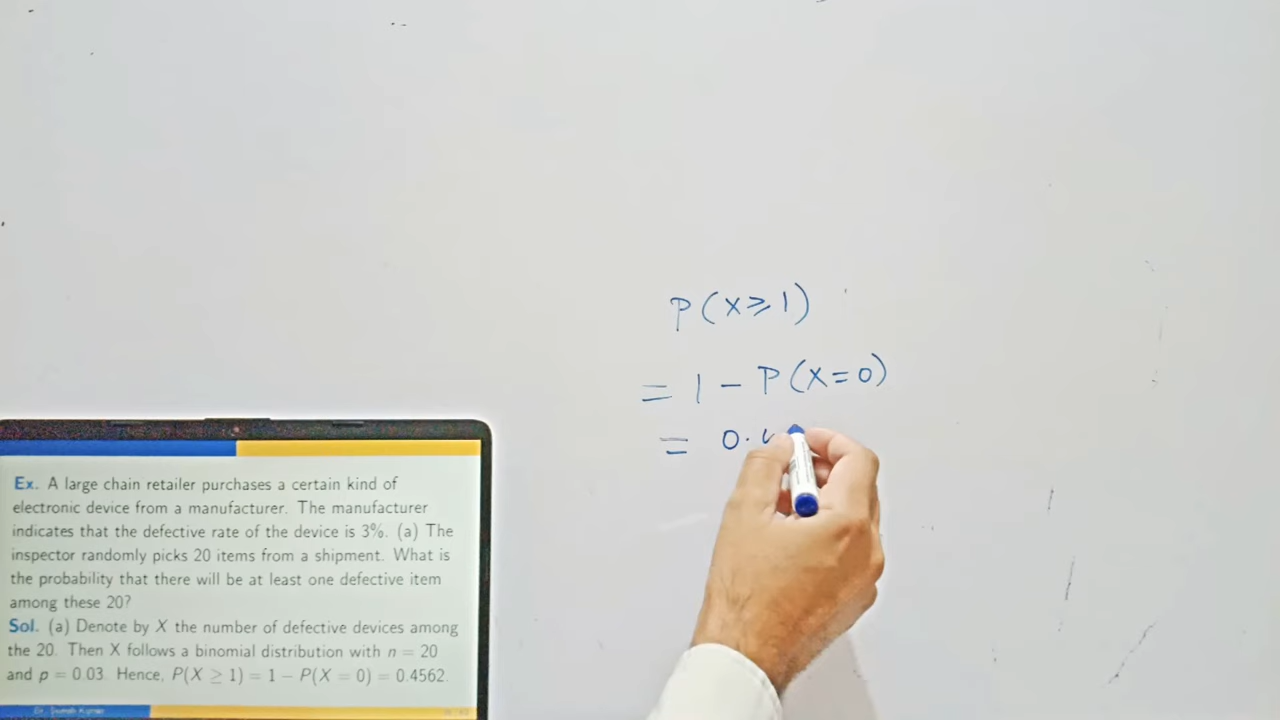 P(X≥1)
= 1 - P(X=0)
= 0.4
Ex. A large chain retailer purchases a certain kind of
electronic device from a manufacturer. The manufacturer
indicates that the defective rate of the device is 3%. (a) The
inspector randomly picks 20 items from a shipment. What is
the probability that there will be at least one defective item
among these 20?
Sol. (a) Denote by X the number of defective devices among
the 20. Then X follows a binomial distribution with n = 20
and p = 0.03. Hence, P(X ≥ 1) = 1 − P(X = 0) = 0.4562.